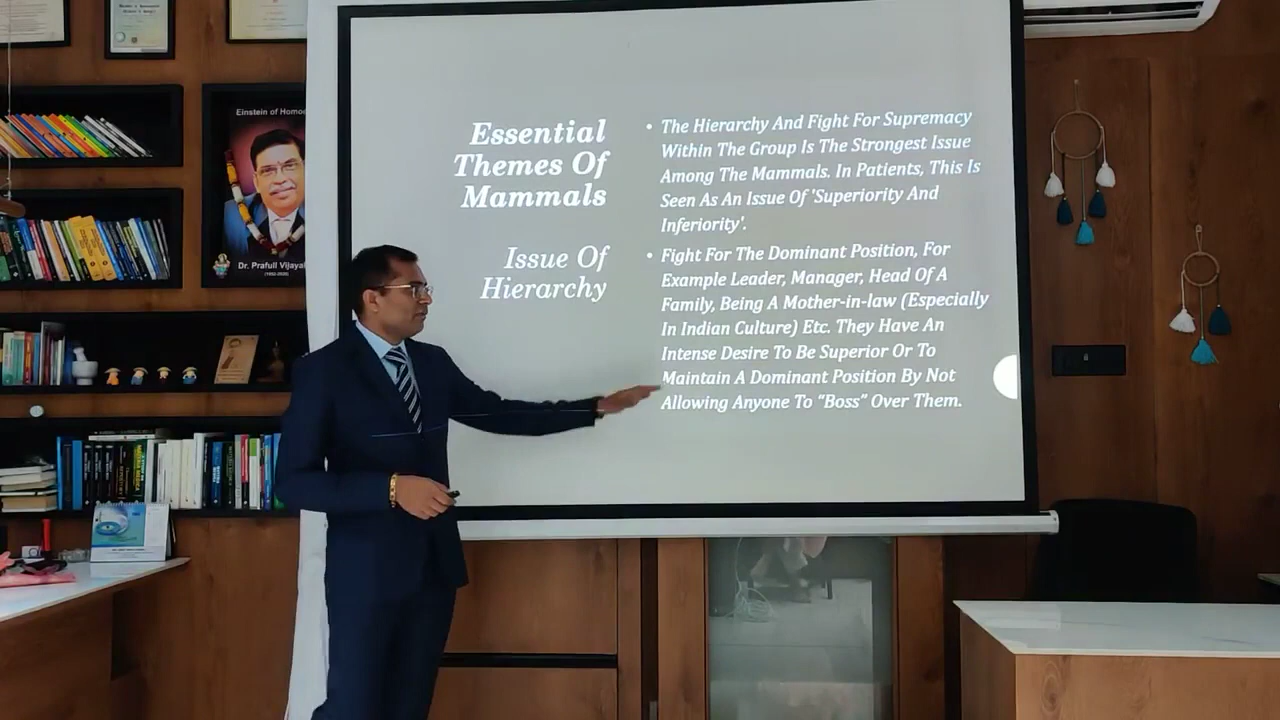 Einstein of Homoe
Dr. Prafull Vijayak
Essential
Themes Of
Mammals
Issue Of
Hierarchy
• The Hierarchy And Fight For Supremacy
Within The Group Is The Strongest Issue
Among The Mammals. In Patients, This Is
Seen As An Issue Of 'Superiority And
Inferiority'.
• Fight For The Dominant Position, For
Example Leader, Manager, Head Of A
Family, Being A Mother-in-law (Especially
In Indian Culture) Etc. They Have An
Intense Desire To Be Superior Or To
Maintain A Dominant Position By Not
Allowing Anyone To “Boss” Over Them.